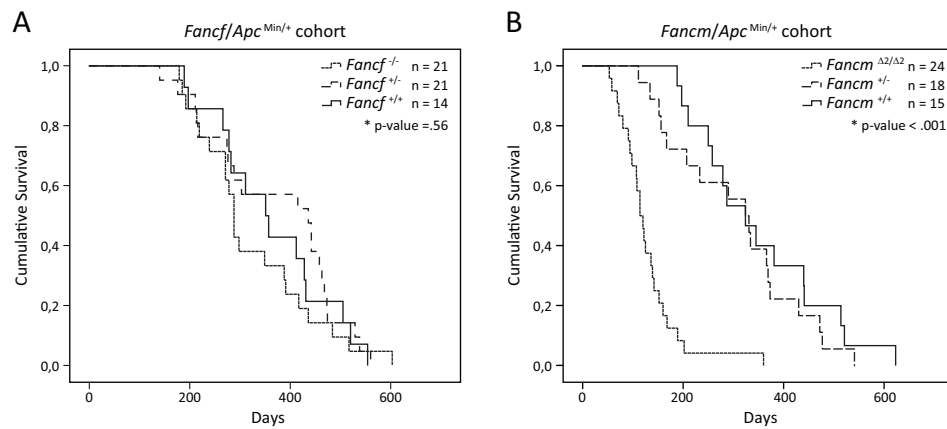 A
Fancf/Apc Min/+ cohort
Fancf -/- n = 21
Fancf +/- n = 21
Fancf +/+ n = 14
* p-value =.56
1,0
0,8
0,6
0,4
0,2
0,0
Cumulative Survival
0 200 400 600
Days
B
Fancm/Apc Min/+ cohort
Fancm Δ2/Δ2 n = 24
Fancm +/- n = 18
Fancm +/+ n = 15
* p-value < .001
1,0
0,8
0,6
0,4
0,2
0,0
Cumulative Survival
0 200 400 600
Days